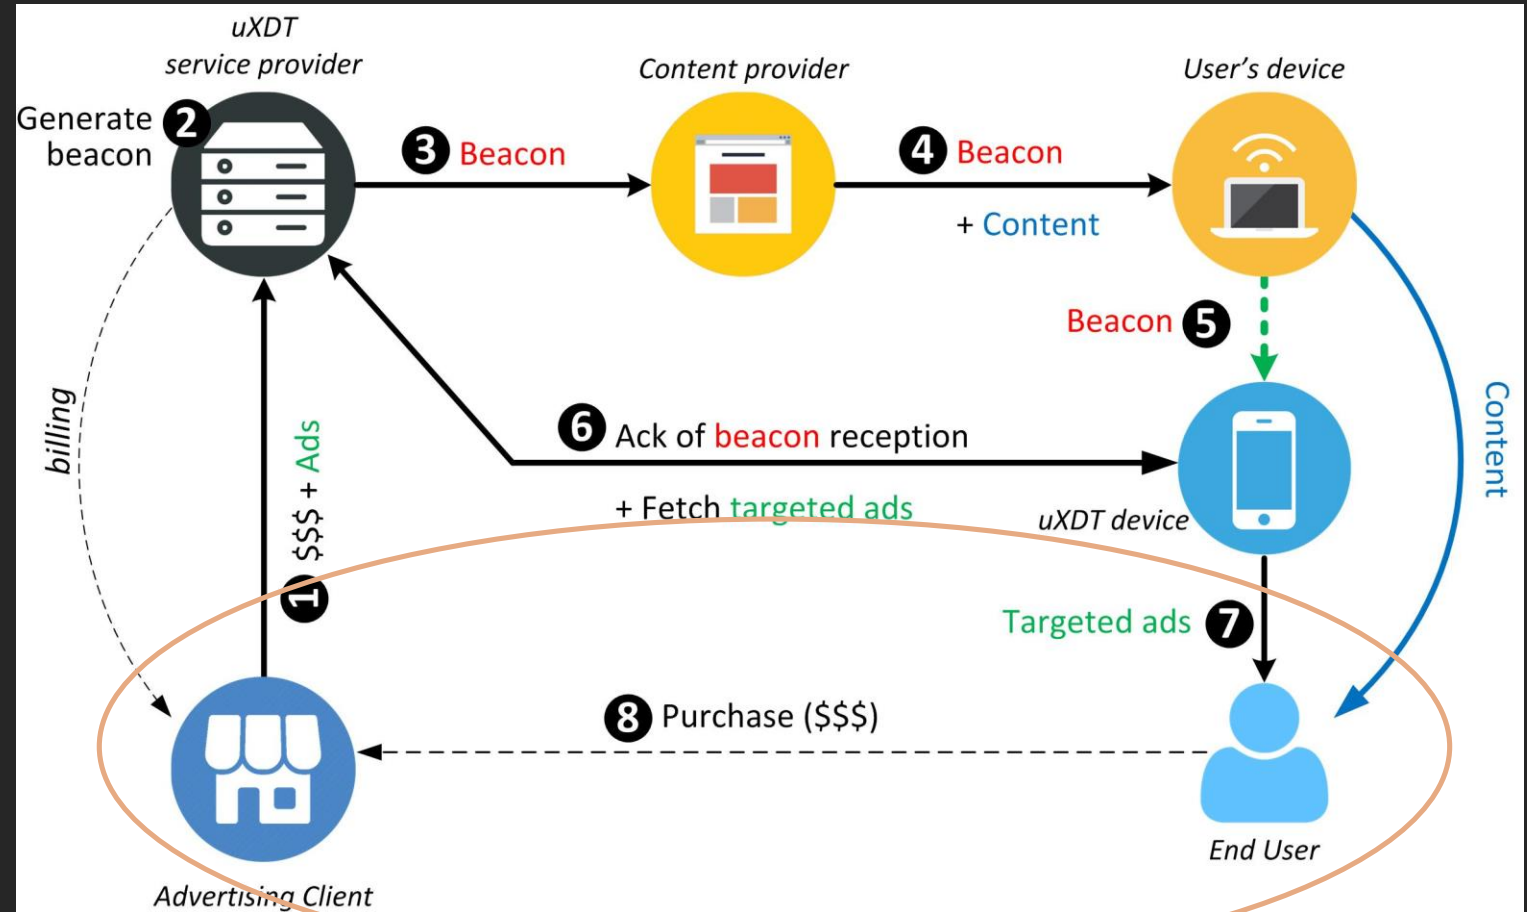 uXDT
service provider
Content provider
User's device
Generate
beacon
2
3 Beacon
4 Beacon
+ Content
Beacon 5
Content
billing
1 $$$ + Ads
6 Ack of beacon reception
+ Fetch targeted ads
uXDT device
Targeted ads 7
8 Purchase ($$$)
End User
Advertising Client